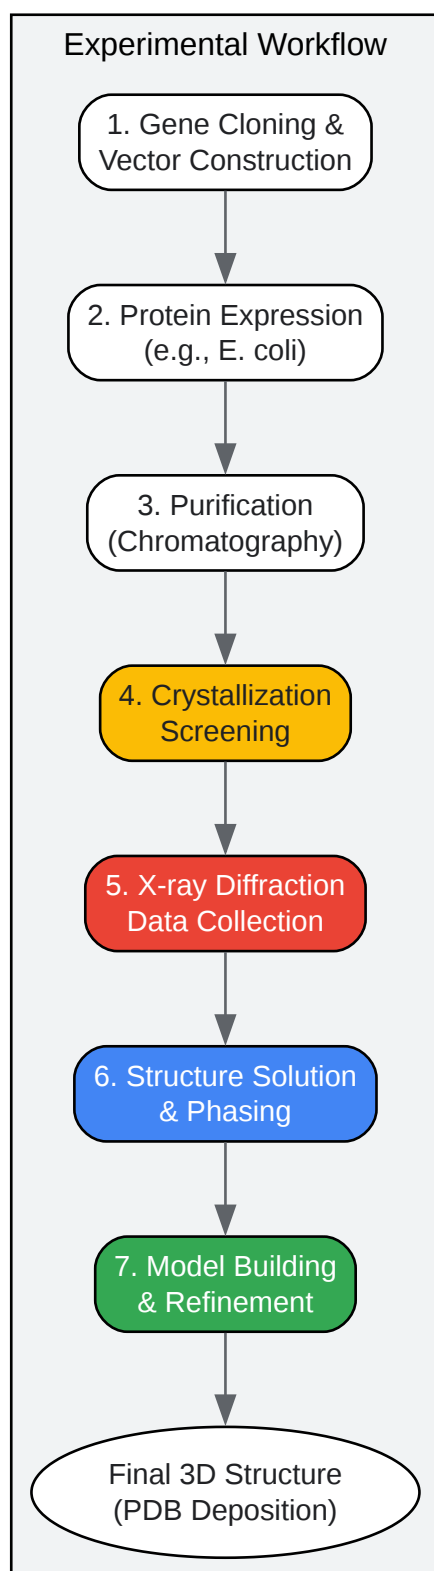 Experimental Workflow
1. Gene Cloning &
Vector Construction
2. Protein Expression
(e.g., E. coli)
3. Purification
(Chromatography)
4. Crystallization
Screening
5. X-ray Diffraction
Data Collection
6. Structure Solution
& Phasing
7. Model Building
& Refinement
Final 3D Structure
(PDB Deposition)